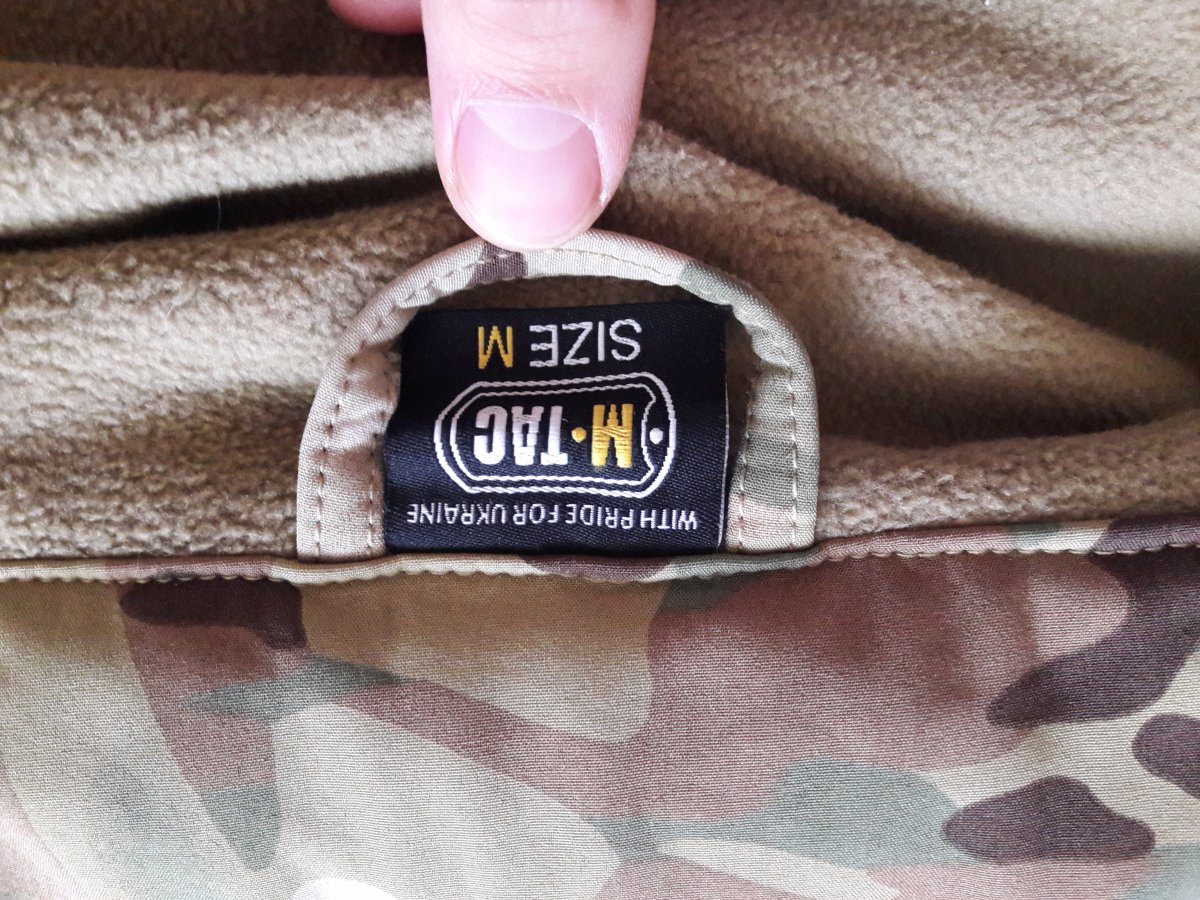 WITH PRIDE FOR UKRAINE
M·TAC
SIZE M